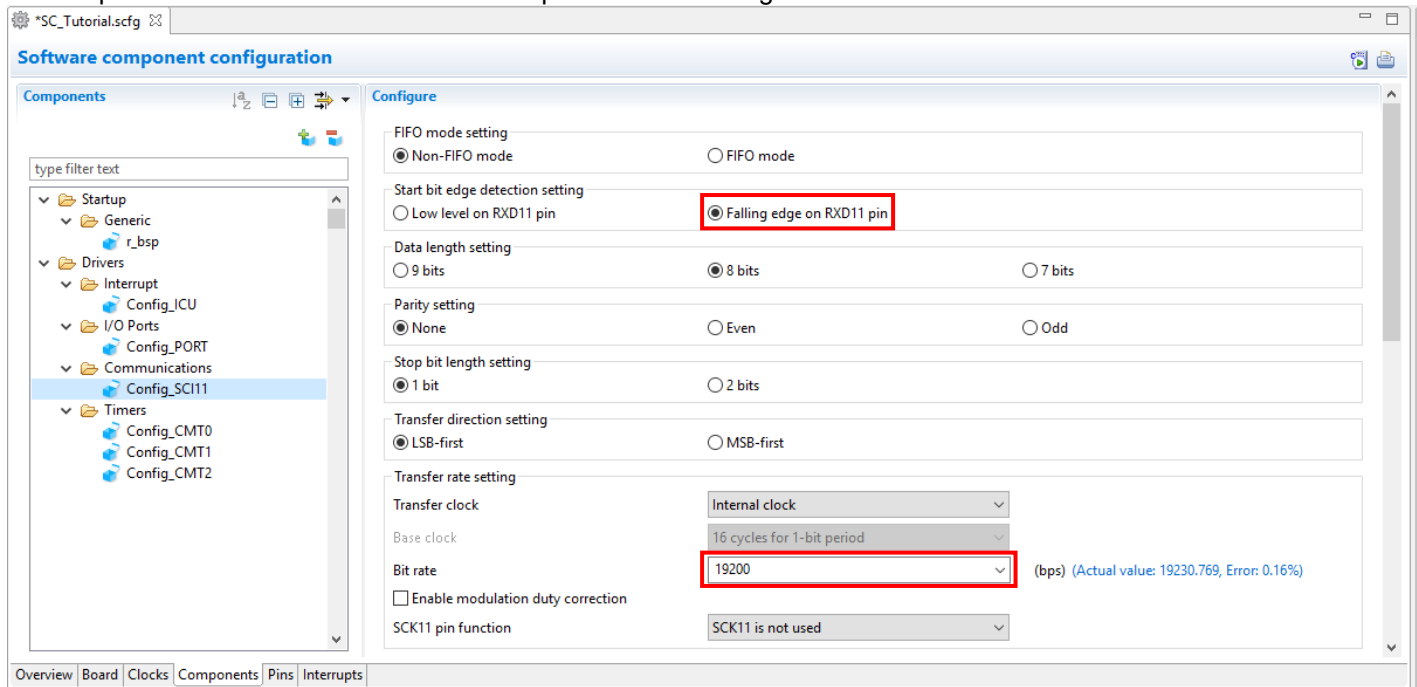 *SC_Tutorial.scfg
Software component configuration
Components
type filter text
Startup
Generic
r_bsp
Drivers
Interrupt
Config_ICU
I/O Ports
Config_PORT
Communications
Config_SCI11
Timers
Config_CMT0
Config_CMT1
Config_CMT2
Configure
FIFO mode setting
Non-FIFO mode FIFO mode
Start bit edge detection setting
Low level on RXD11 pin Falling edge on RXD11 pin
Data length setting
9 bits 8 bits 7 bits
Parity setting
None Even Odd
Stop bit length setting
1 bit 2 bits
Transfer direction setting
LSB-first MSB-first
Transfer rate setting
Transfer clock Internal clock
Base clock 16 cycles for 1-bit period
Bit rate 19200 (bps) (Actual value: 19230.769, Error: 0.16%)
Enable modulation duty correction
SCK11 pin function SCK11 is not used
Overview Board Clocks Components Pins Interrupts